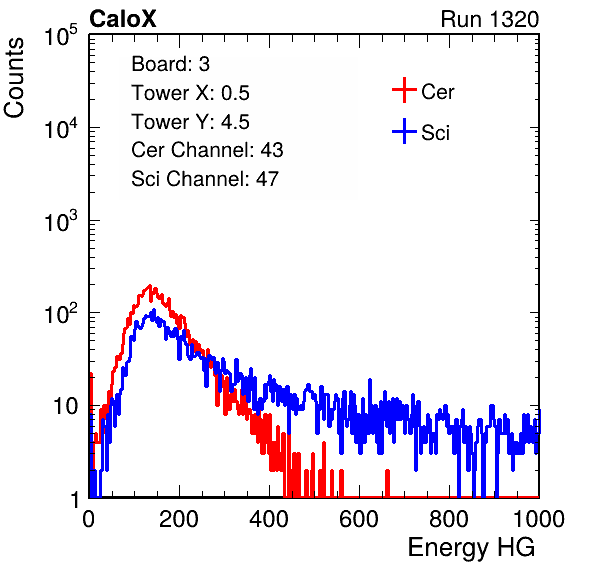 CaloX Run 1320
Board: 3
Tower X: 0.5
Tower Y: 4.5
Cer Channel: 43
Sci Channel: 47
Cer
Sci
Counts
10^5
10^4
10^3
10^2
10
1
0 200 400 600 800 1000
Energy HG